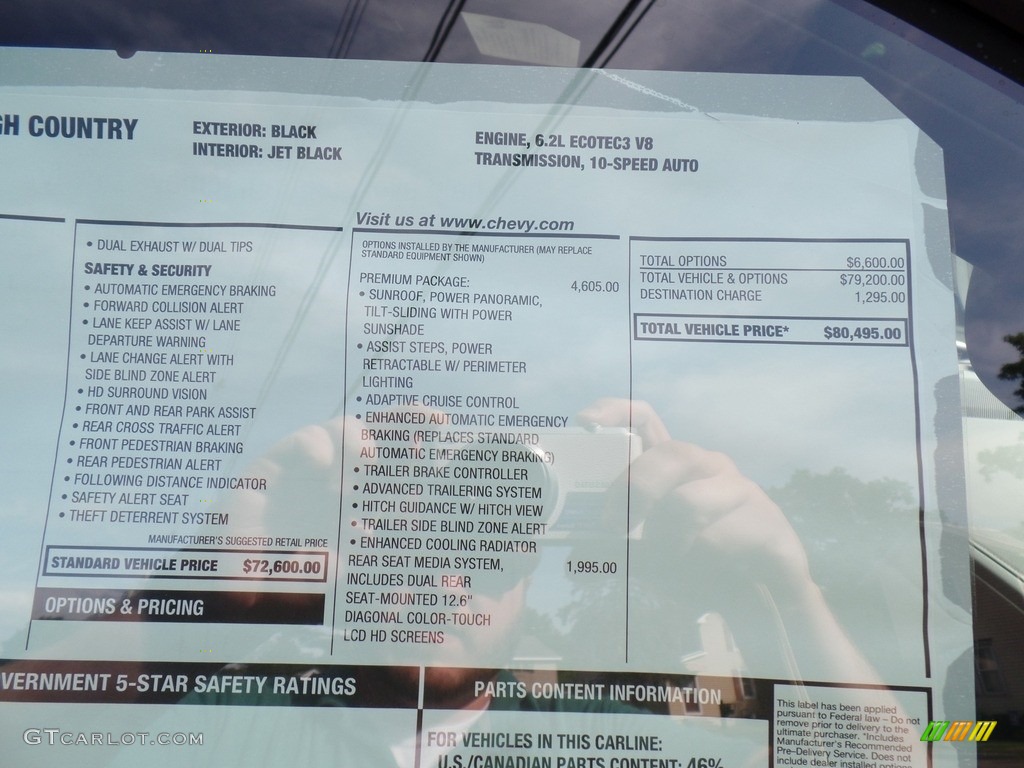 GH COUNTRY
EXTERIOR: BLACK
INTERIOR: JET BLACK
ENGINE, 6.2L ECOTEC3 V8
TRANSMISSION, 10-SPEED AUTO
Visit us at www.chevy.com
• DUAL EXHAUST W/ DUAL TIPS
SAFETY & SECURITY
• AUTOMATIC EMERGENCY BRAKING
• FORWARD COLLISION ALERT
• LANE KEEP ASSIST W/ LANE
DEPARTURE WARNING
• LANE CHANGE ALERT WITH
SIDE BLIND ZONE ALERT
• HD SURROUND VISION
• FRONT AND REAR PARK ASSIST
• REAR CROSS TRAFFIC ALERT
• FRONT PEDESTRIAN BRAKING
• REAR PEDESTRIAN ALERT
• FOLLOWING DISTANCE INDICATOR
• SAFETY ALERT SEAT
• THEFT DETERRENT SYSTEM
MANUFACTURER'S SUGGESTED RETAIL PRICE
STANDARD VEHICLE PRICE $72,600.00
OPTIONS & PRICING
OPTIONS INSTALLED BY THE MANUFACTURER (MAY REPLACE
STANDARD EQUIPMENT SHOWN)
PREMIUM PACKAGE: 4,605.00
• SUNROOF, POWER PANORAMIC,
TILT-SLIDING WITH POWER
SUNSHADE
• ASSIST STEPS, POWER
RETRACTABLE W/ PERIMETER
LIGHTING
• ADAPTIVE CRUISE CONTROL
• ENHANCED AUTOMATIC EMERGENCY
BRAKING (REPLACES STANDARD
AUTOMATIC EMERGENCY BRAKING)
• TRAILER BRAKE CONTROLLER
• ADVANCED TRAILERING SYSTEM
• HITCH GUIDANCE W/ HITCH VIEW
• TRAILER SIDE BLIND ZONE ALERT
• ENHANCED COOLING RADIATOR
REAR SEAT MEDIA SYSTEM, 1,995.00
INCLUDES DUAL REAR
SEAT-MOUNTED 12.6"
DIAGONAL COLOR-TOUCH
LCD HD SCREENS
TOTAL OPTIONS $6,600.00
TOTAL VEHICLE & OPTIONS $79,200.00
DESTINATION CHARGE 1,295.00
TOTAL VEHICLE PRICE* $80,495.00
VERNMENT 5-STAR SAFETY RATINGS
PARTS CONTENT INFORMATION
FOR VEHICLES IN THIS CARLINE:
U.S./CANADIAN PARTS CONTENT: 46%
This label has been applied
pursuant to Federal law – Do not
remove prior to delivery to the
ultimate purchaser. *Includes
Manufacturer's Recommended
Pre-Delivery Service. Does not
include dealer installed options
GTCARLOT.COM